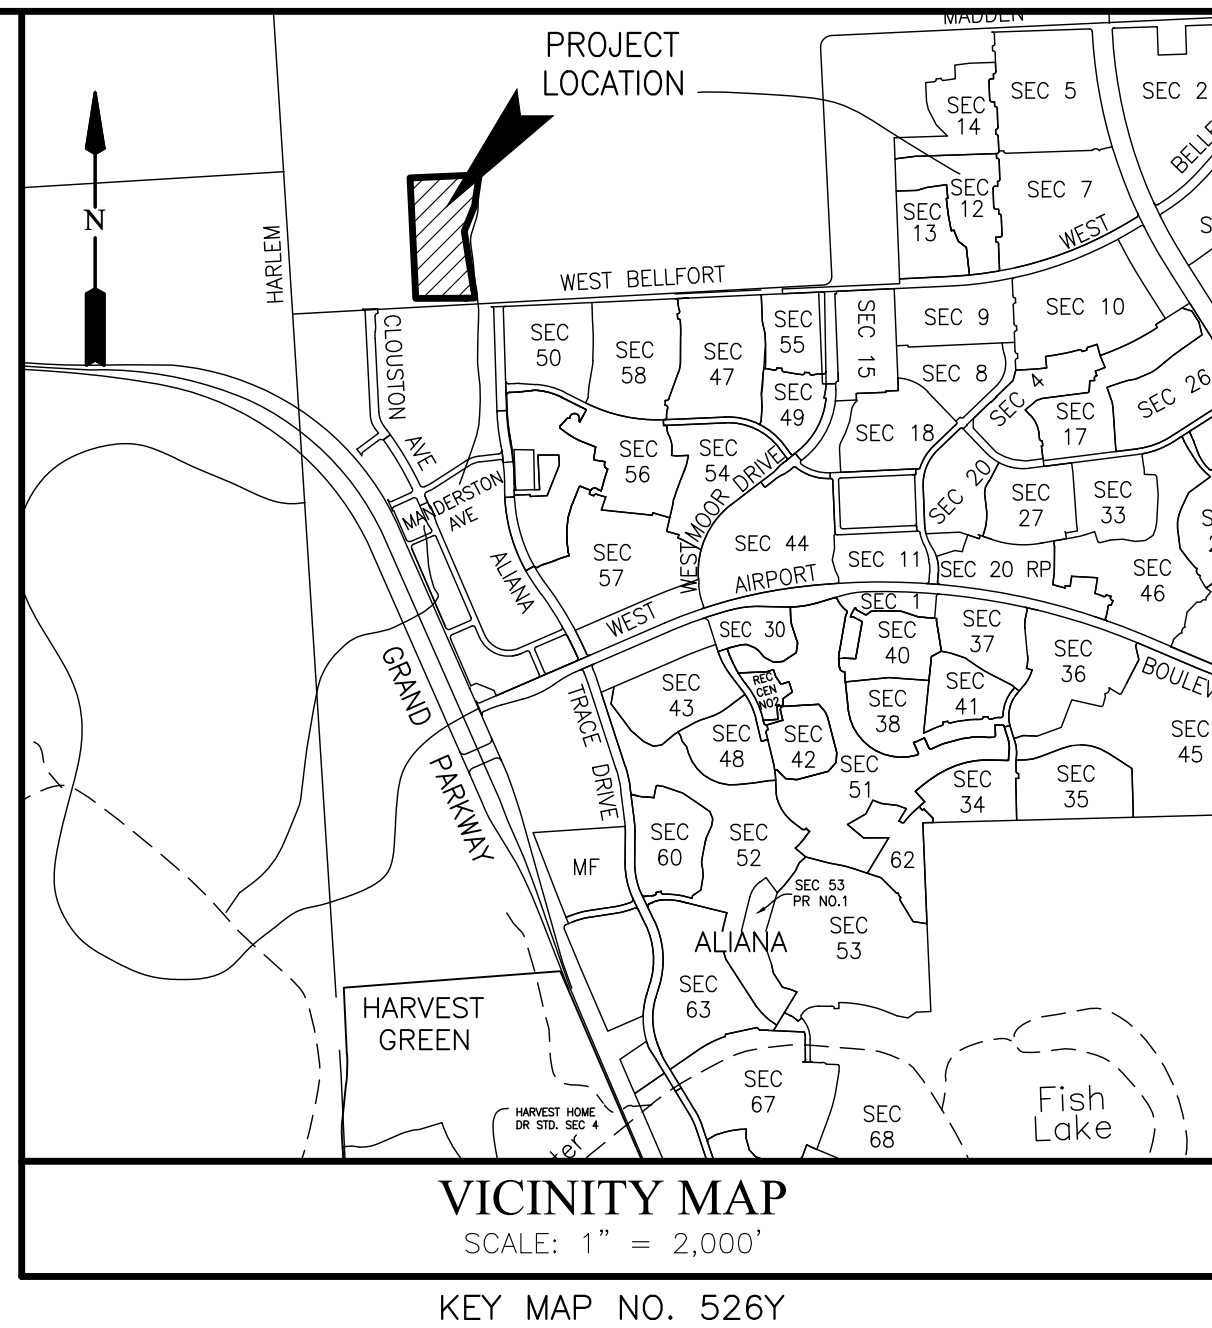 MADDEN
PROJECT
LOCATION
SEC 5
SEC 2
SEC
14
N
SEC
12
SEC 7
SEC
13
WEST
HARLEM
WEST BELLFORT
SEC 10
SEC 9
SEC 15
SEC
55
SEC
50
SEC
58
SEC
47
CLOUSTON
AVE
SEC 8
SEC 4
SEC 26
SEC
49
SEC
17
SEC 18
SEC
56
SEC
54
WESTMOOR DRIVE
SEC 20
SEC
27
SEC
33
MANDERSTON
AVE
SEC
57
SEC 44
SEC 11
SEC 20 RP
SEC
46
ALIANA
TRACE DRIVE
WEST
AIRPORT
SEC 1
SEC 30
SEC
40
SEC
37
SEC
36
GRAND
PARKWAY
SEC
43
REC
CEN
NO2
SEC
38
SEC
41
SEC
48
SEC
42
SEC
45
SEC
51
SEC
34
SEC
35
SEC
60
SEC
52
62
MF
SEC 53
PR NO.1
SEC
53
ALIANA
SEC
63
HARVEST
GREEN
SEC
67
HARVEST HOME
DR STD. SEC 4
SEC
68
Fish
Lake
VICINITY MAP
SCALE: 1" = 2,000'
KEY MAP NO. 526Y